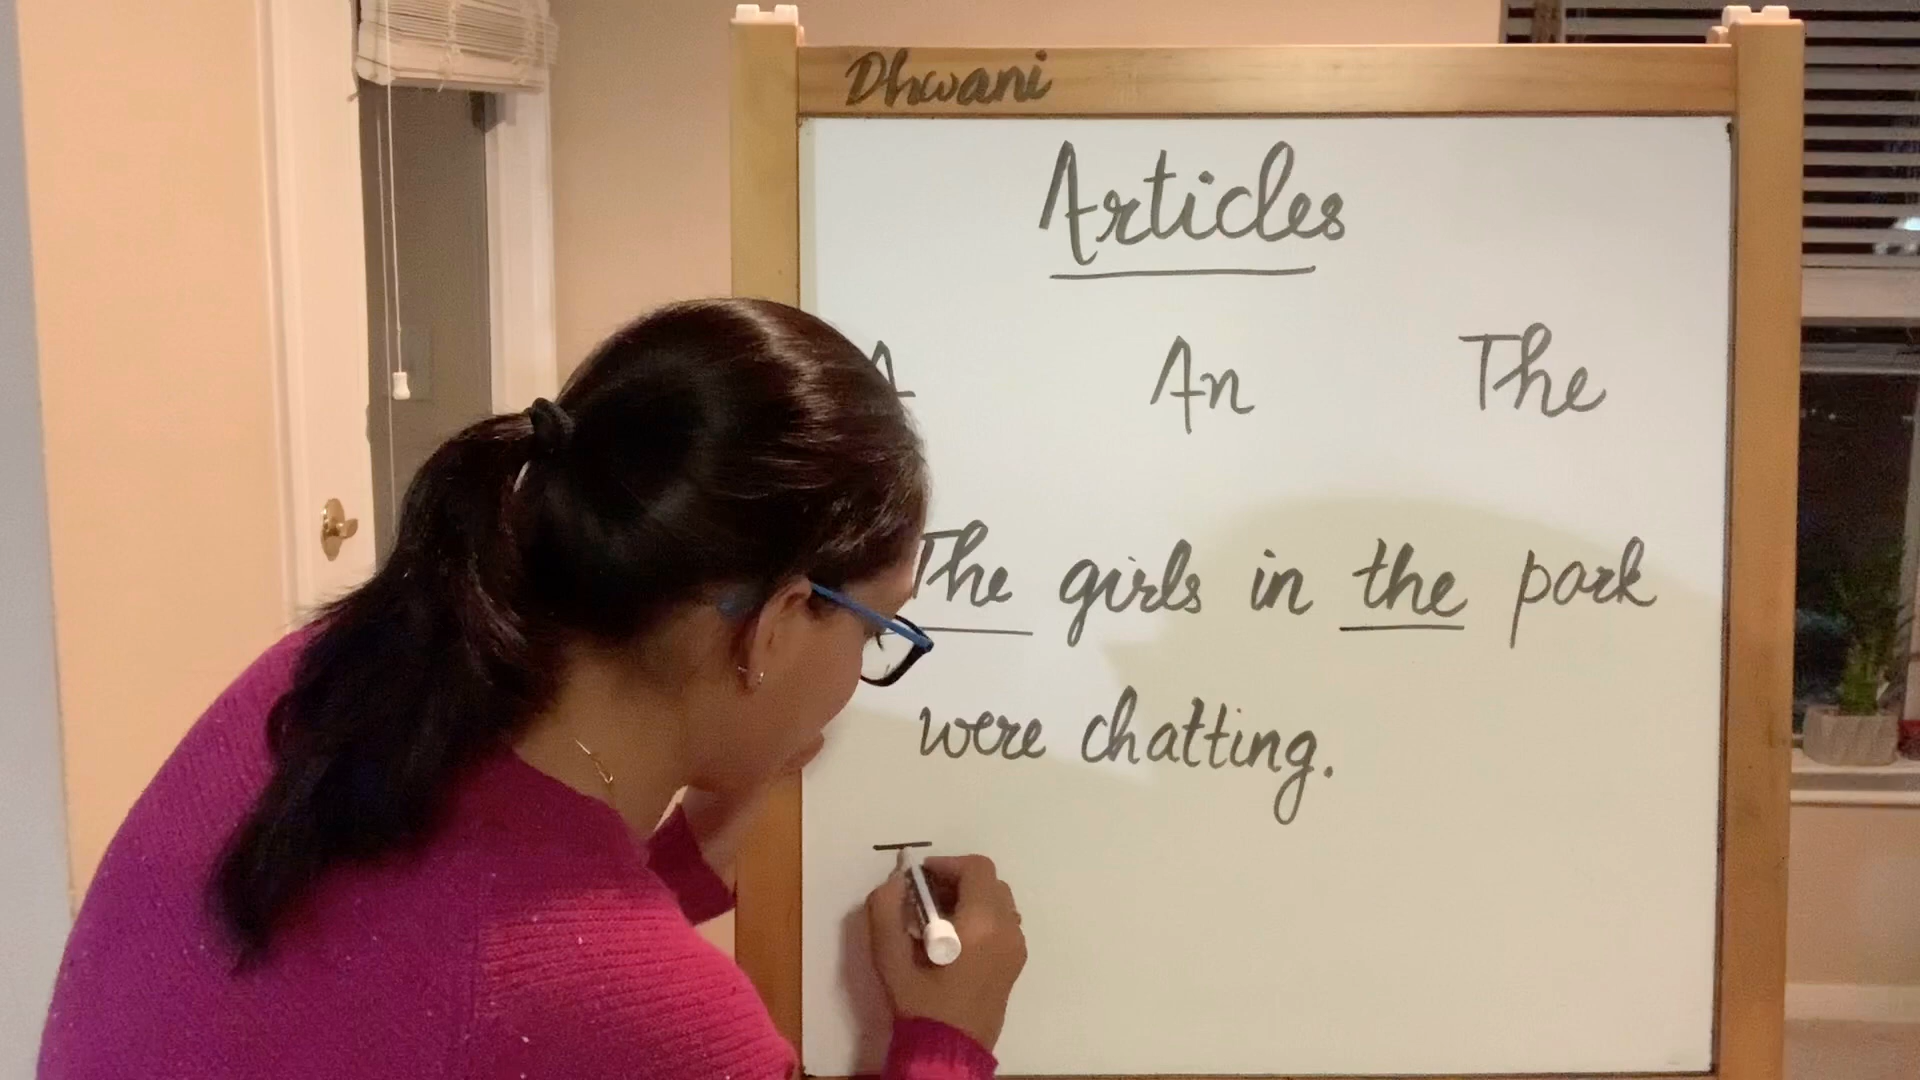 Dhwani
Articles
A An The
The girls in the park
were chatting.
T